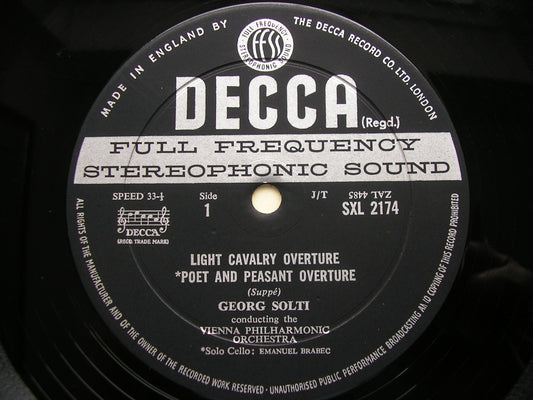 MADE IN ENGLAND BY
THE DECCA RECORD CO. LTD. LONDON
FULL FREQUENCY
ffss
STEREOPHONIC SOUND
DECCA (Regd.)
FULL FREQUENCY
STEREOPHONIC SOUND
SPEED 33⅓
Side
J/T
ZAL 4485
1
SXL 2174
DECCA
(REGD. TRADE MARK)
LIGHT CAVALRY OVERTURE
*POET AND PEASANT OVERTURE
(Suppé)
GEORG SOLTI
conducting the
VIENNA PHILHARMONIC
ORCHESTRA
*Solo Cello: EMANUEL BRABEC
ALL RIGHTS OF THE MANUFACTURER AND OF THE OWNER OF THE RECORDED WORK RESERVED · UNAUTHORISED PUBLIC PERFORMANCE BROADCASTING AND COPYING OF THIS RECORD PROHIBITED